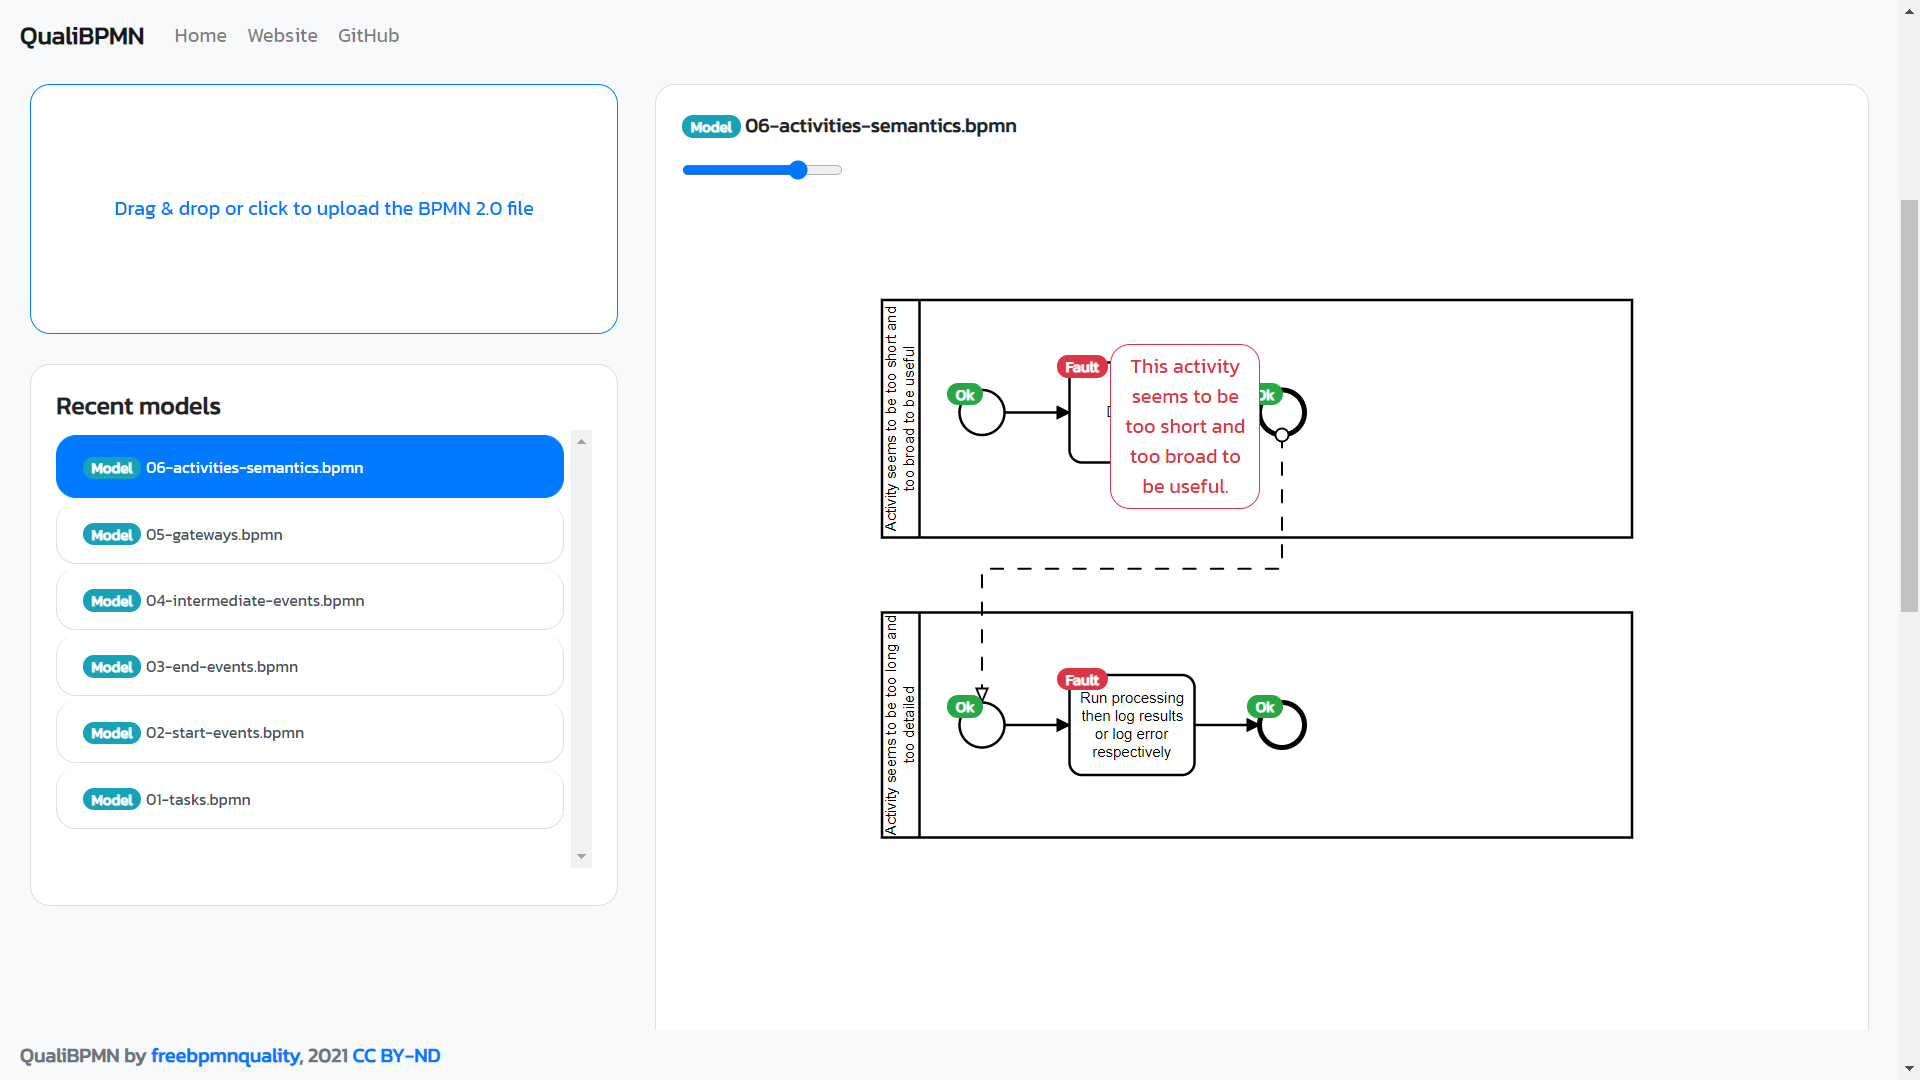 QualiBPMN Home Website GitHub
Drag & drop or click to upload the BPMN 2.0 file
Recent models
Model 06-activities-semantics.bpmn
Model 05-gateways.bpmn
Model 04-intermediate-events.bpmn
Model 03-end-events.bpmn
Model 02-start-events.bpmn
Model 01-tasks.bpmn
Model 06-activities-semantics.bpmn
Activity seems to be too short and
too broad to be useful
Ok
Fault
This activity
seems to be
too short and
too broad to
be useful.
Ok
Activity seems to be too long and
too detailed
Ok
Fault
Run processing
then log results
or log error
respectively
Ok
QualiBPMN by freebpmnquality, 2021 CC BY-ND